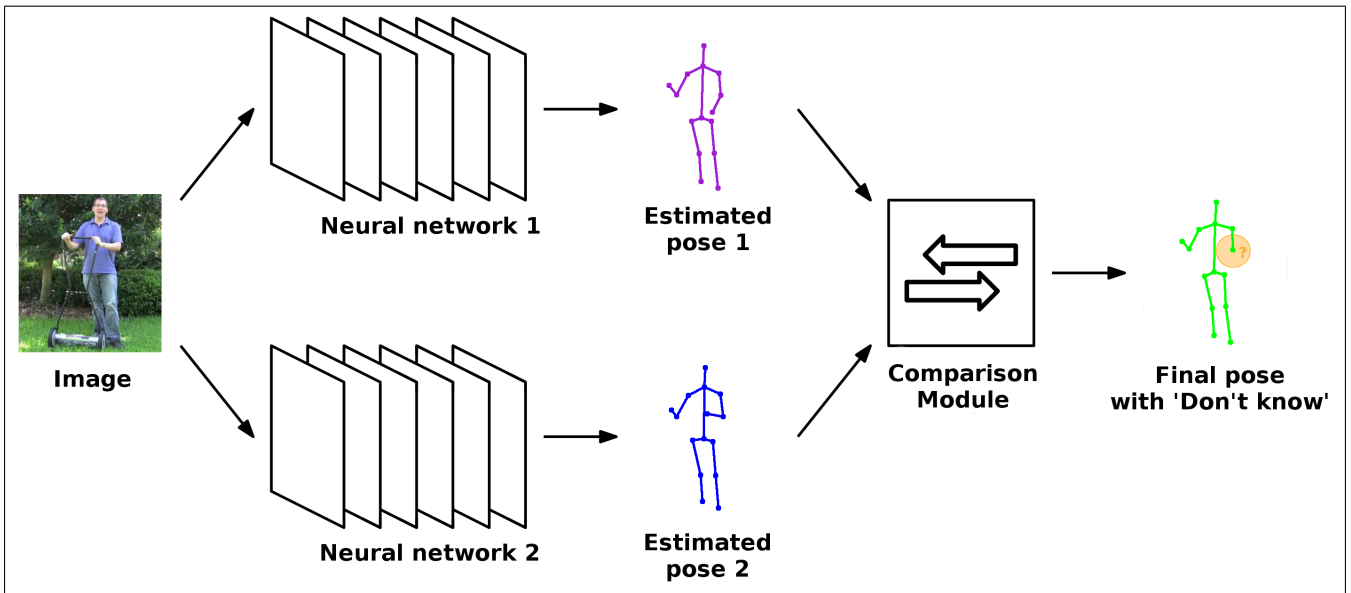 Neural network 1
Estimated
pose 1
?
Image
Comparison
Module
Final pose
with 'Don't know'
Neural network 2
Estimated
pose 2